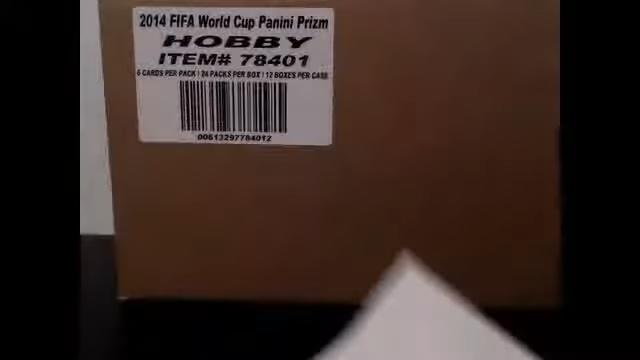 2014 FIFA World Cup Panini Prizm
HOBBY
ITEM# 78401
6 CARDS PER PACK | 24 PACKS PER BOX | 12 BOXES PER CASE
00613297784012